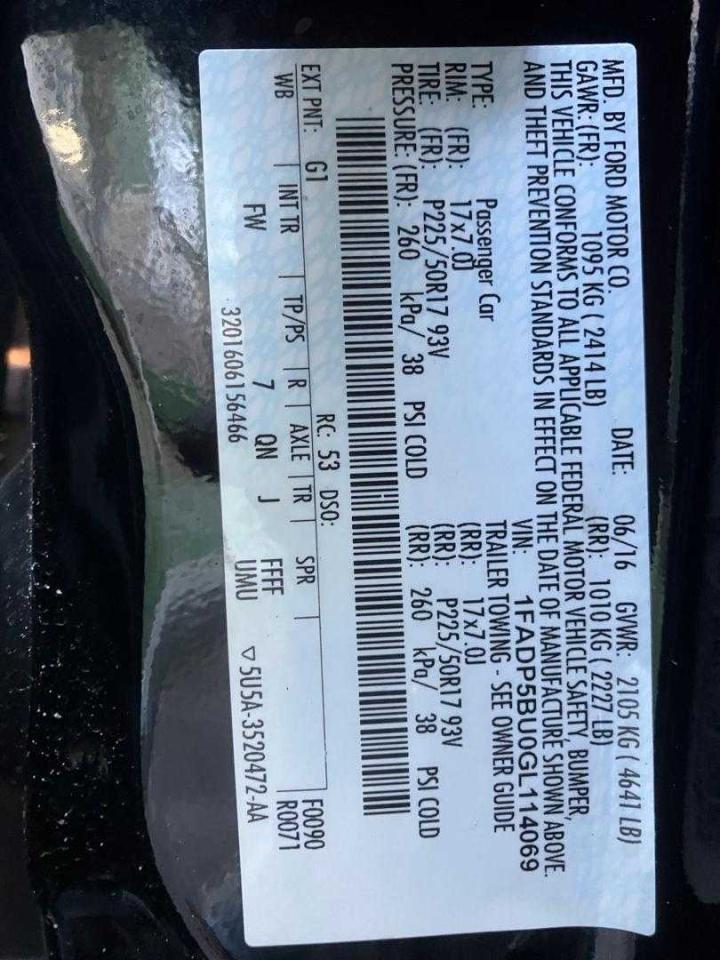 MFD. BY FORD MOTOR CO. DATE: 06/16 GVWR: 2105 KG ( 4641 LB)
GAWR: (FR): 1095 KG ( 2414 LB) (RR): 1010 KG ( 2227 LB)
THIS VEHICLE CONFORMS TO ALL APPLICABLE FEDERAL MOTOR VEHICLE SAFETY, BUMPER,
AND THEFT PREVENTION STANDARDS IN EFFECT ON THE DATE OF MANUFACTURE SHOWN ABOVE.
VIN: 1FADP5BU0GL114069
TYPE: Passenger Car TRAILER TOWING - SEE OWNER GUIDE
RIM: (FR): 17x7.0J (RR): 17x7.0J
TIRE: (FR): P225/50R17 93V (RR): P225/50R17 93V
PRESSURE: (FR): 260 kPa/ 38 PSI COLD (RR): 260 kPa/ 38 PSI COLD
EXT PNT: G1 RC: 53 DSO: F0090
WB | INT TR | TP/PS | R | AXLE | TR | SPR | R0071
FW 7 QN J FFFF
UMU
3201606156466 ▽5U5A-3520472-AA